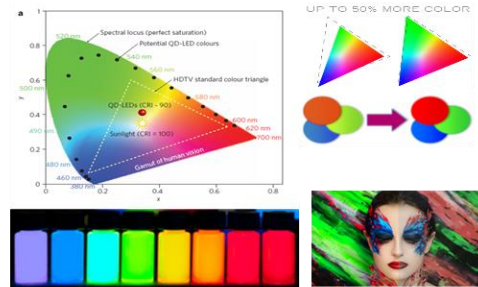 a
UP TO 50% MORE COLOR
1
0.8
0.6
0.4
0.2
0
y
0
0.2
0.4
0.6
0.8
x
Spectral locus (perfect saturation)
Potential QD-LED colours
HDTV standard colour triangle
QD-LEDs (CRI ~ 90)
Sunlight (CRI = 100)
Gamut of human vision
520 nm
540 nm
560 nm
580 nm
600 nm
620 nm
700 nm
500 nm
490 nm
480 nm
460 nm
380 nm